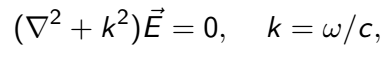 (∇² + k²)E⃗ = 0, k = ω/c,